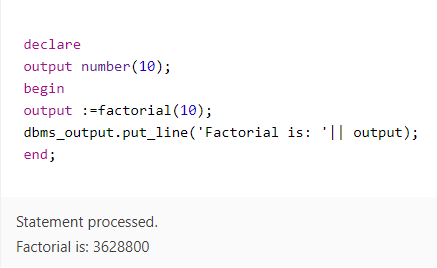 declare
output number(10);
begin
output :=factorial(10);
dbms_output.put_line('Factorial is: '|| output);
end;
Statement processed.
Factorial is: 3628800